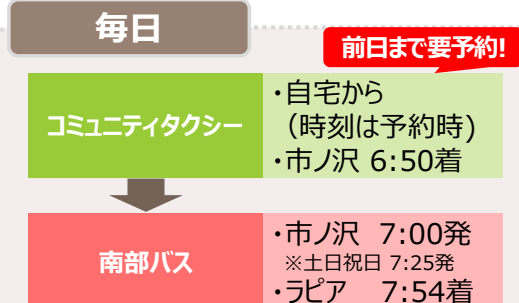 毎日
前日まで要予約!
コミュニティタクシー
・自宅から
（時刻は予約時)
・市ノ沢 6:50着
南部バス
・市ノ沢 7:00発
※土日祝日 7:25発
・ラピア 7:54着